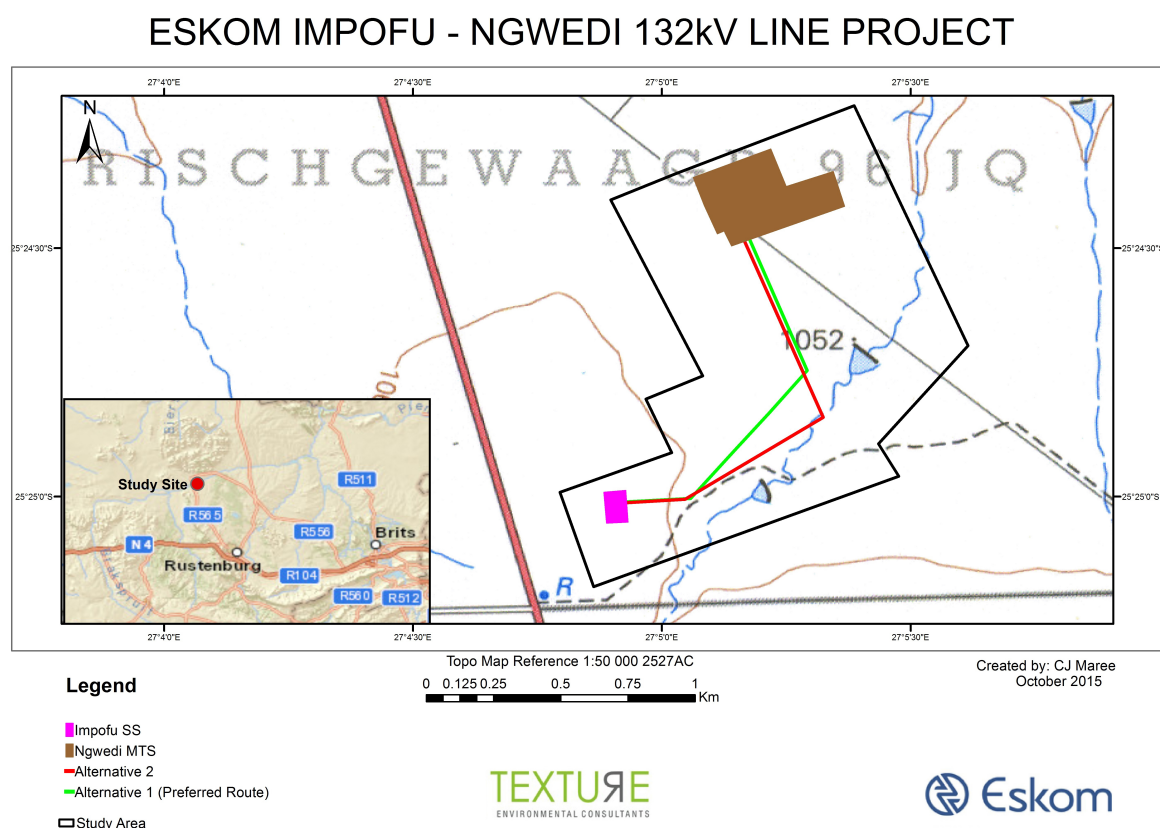 ESKOM IMPOFU - NGWEDI 132kV LINE PROJECT
27°4'0"E 27°4'30"E 27°5'0"E 27°5'30"E
N
RISCHGEWAAGD 96 JQ
25°24'30"S 25°24'30"S
1052
25°25'0"S 25°25'0"S
R
Study Site
R511
R565
R556
Brits
N4
Rustenburg
R104
R560 R512
27°4'0"E 27°4'30"E 27°5'0"E 27°5'30"E
Topo Map Reference 1:50 000 2527AC
0 0.125 0.25 0.5 0.75 1
Km
Created by: CJ Maree
October 2015
Legend
Impofu SS
Ngwedi MTS
Alternative 2
Alternative 1 (Preferred Route)
Study Area
TEXTURE
ENVIRONMENTAL CONSULTANTS
Eskom